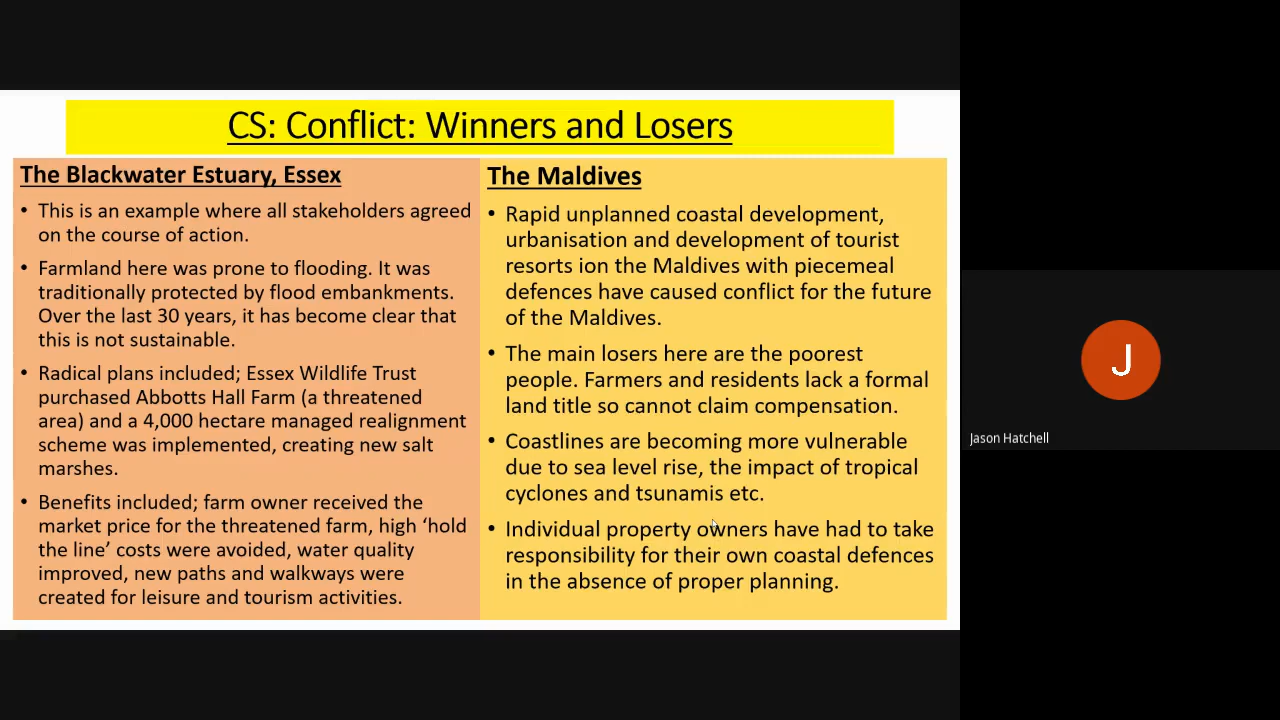 CS: Conflict: Winners and Losers
The Blackwater Estuary, Essex
• This is an example where all stakeholders agreed
on the course of action.
• Farmland here was prone to flooding. It was
traditionally protected by flood embankments.
Over the last 30 years, it has become clear that
this is not sustainable.
• Radical plans included; Essex Wildlife Trust
purchased Abbotts Hall Farm (a threatened
area) and a 4,000 hectare managed realignment
scheme was implemented, creating new salt
marshes.
• Benefits included; farm owner received the
market price for the threatened farm, high ‘hold
the line’ costs were avoided, water quality
improved, new paths and walkways were
created for leisure and tourism activities.
The Maldives
• Rapid unplanned coastal development,
urbanisation and development of tourist
resorts ion the Maldives with piecemeal
defences have caused conflict for the future
of the Maldives.
• The main losers here are the poorest
people. Farmers and residents lack a formal
land title so cannot claim compensation.
• Coastlines are becoming more vulnerable
due to sea level rise, the impact of tropical
cyclones and tsunamis etc.
• Individual property owners have had to take
responsibility for their own coastal defences
in the absence of proper planning.
J
Jason Hatchell